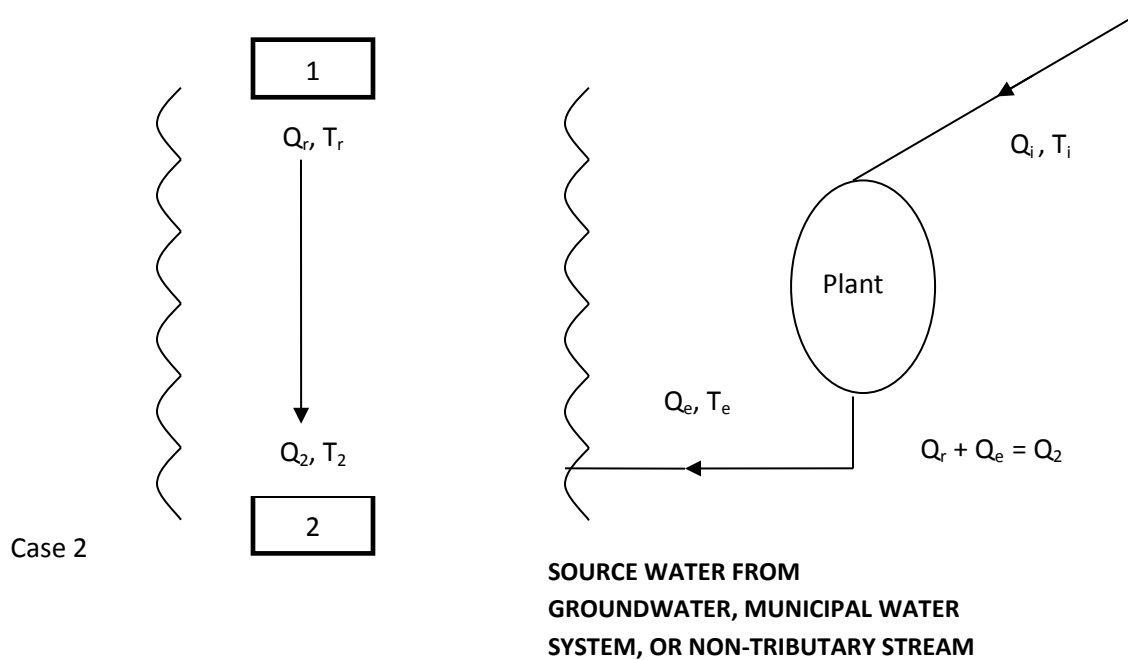 1
Qr, Tr
Qi, Ti
Plant
Qe, Te
Q2, T2
Qr + Qe = Q2
2
Case 2
SOURCE WATER FROM
GROUNDWATER, MUNICIPAL WATER
SYSTEM, OR NON-TRIBUTARY STREAM